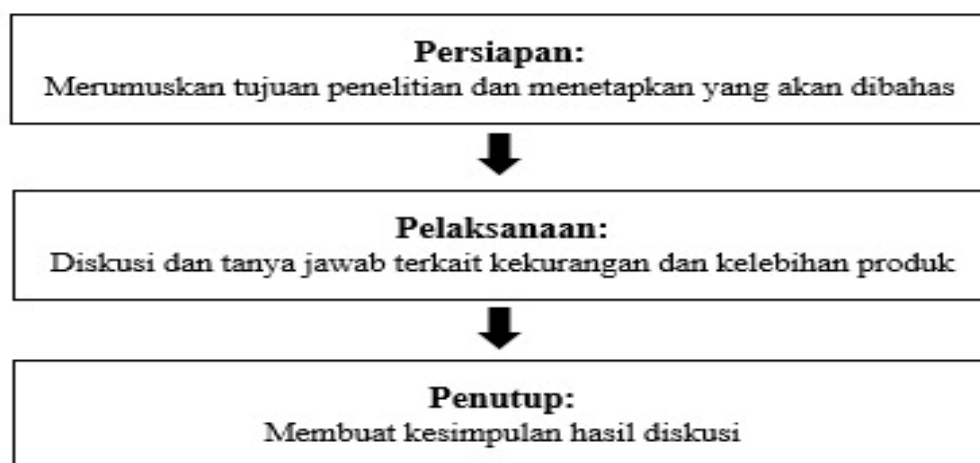 Persiapan:
Merumuskan tujuan penelitian dan menetapkan yang akan dibahas
Pelaksanaan:
Diskusi dan tanya jawab terkait kekurangan dan kelebihan produk
Penutup:
Membuat kesimpulan hasil diskusi